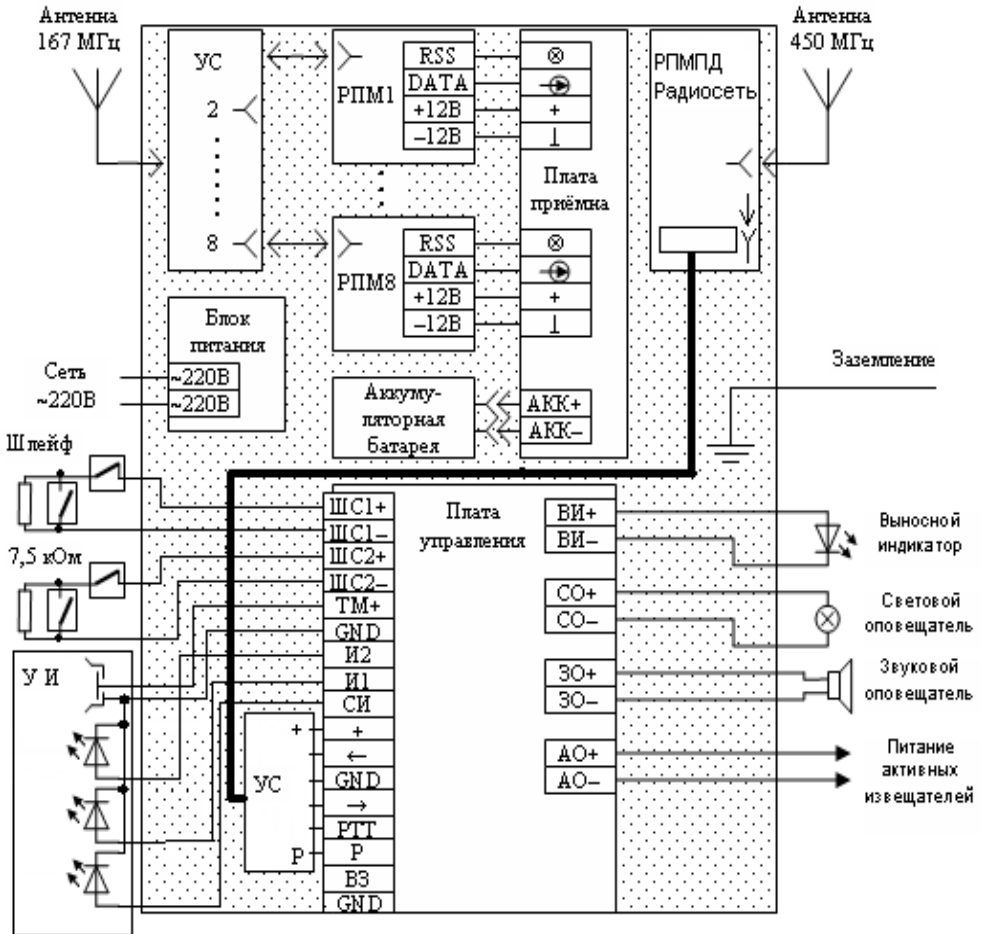 Антенна
167 МГц
Антенна
450 МГц
УС
2
8
РПМ1
RSS
DATA
+12В
–12В
⊗
+
⊥
Плата
приёмна
РПМПД
Радиосеть
РПМ8
RSS
DATA
+12В
–12В
⊗
+
⊥
Блок
питания
~220В
~220В
Сеть
~220В
Аккуму-
ляторная
батарея
АКК+
АКК–
Заземление
Шлейф
7,5 кОм
У И
ШС1+
ШС1–
ШС2+
ШС2–
ТМ+
GND
И2
И1
СИ
+
←
GND
→
PTT
P
ВЗ
GND
+
УС
P
Плата
управления
ВИ+
ВИ–
СО+
СО–
ЗО+
ЗО–
АО+
АО–
Выносной
индикатор
Световой
оповещатель
Звуковой
оповещатель
Питание
активных
извещателей